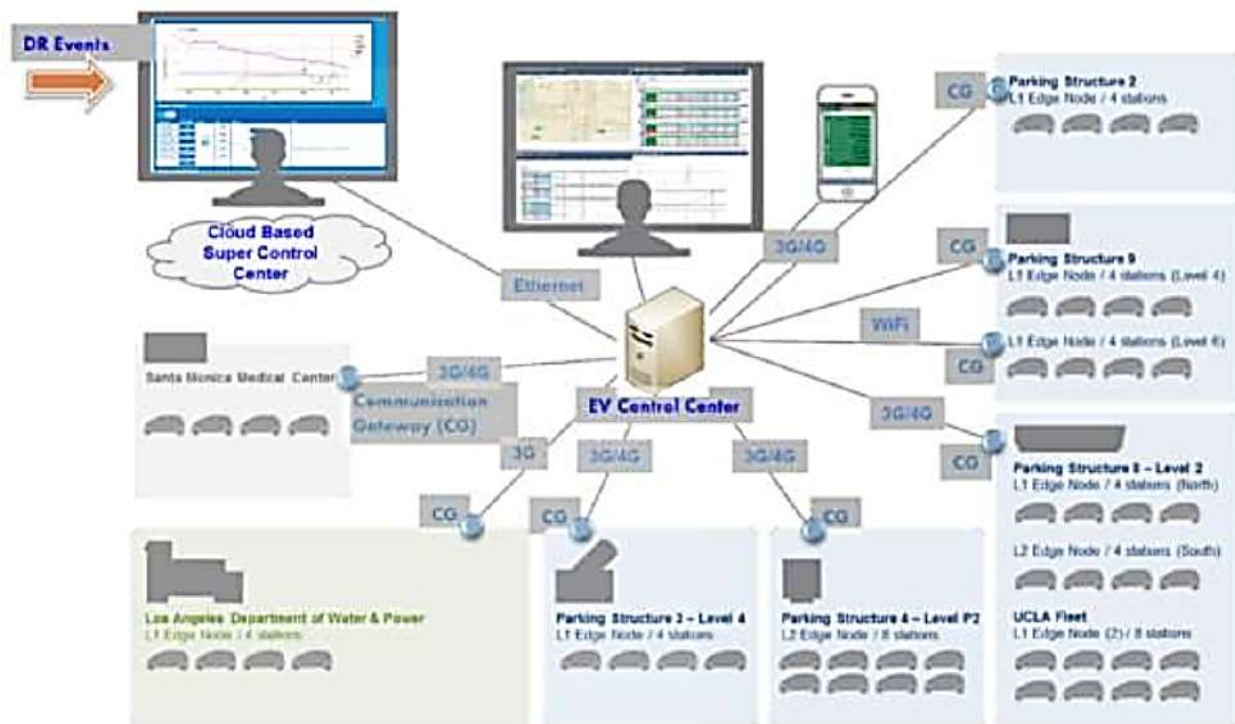 DR Events
Cloud Based
Super Control
Center
Ethernet
3G/4G
CG
Parking Structure 2
L1 Edge Node / 4 stations
CG
Parking Structure 9
L1 Edge Node / 4 stations (Level 4)
WiFi
L1 Edge Node / 4 stations (Level 6)
CG
Santa Monica Medical Center
3G/4G
Communication
Gateway (CG)
EV Control Center
3G/4G
CG
3G
3G/4G
3G/4G
CG
CG
CG
Parking Structure 8 – Level 2
L1 Edge Node / 4 stations (North)
L2 Edge Node / 4 stations (South)
UCLA Fleet
L1 Edge Node (2) / 8 stations
Los Angeles Department of Water & Power
L1 Edge Node / 4 stations
Parking Structure 3 – Level 4
L1 Edge Node / 4 stations
Parking Structure 4 – Level P2
L2 Edge Node / 8 stations